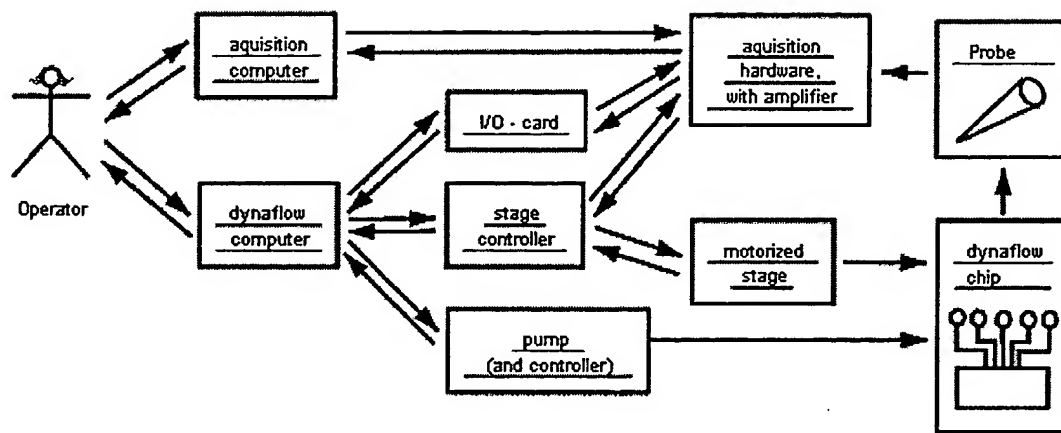 aquisition
computer
aquisition
hardware,
with amplifier
Probe
I/O - card
Operator
dynaflow
computer
stage
controller
motorized
stage
dynaflow
chip
pump
(and controller)